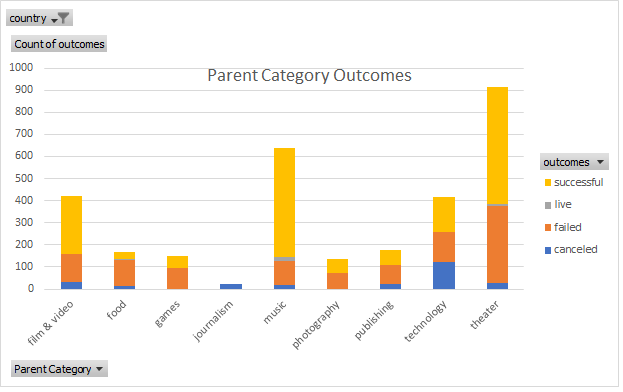 country
Count of outcomes
Parent Category Outcomes
1000
900
800
700
600
500
400
300
200
100
0
film & video
food
games
journalism
music
photography
publishing
technology
theater
outcomes
successful
live
failed
canceled
Parent Category